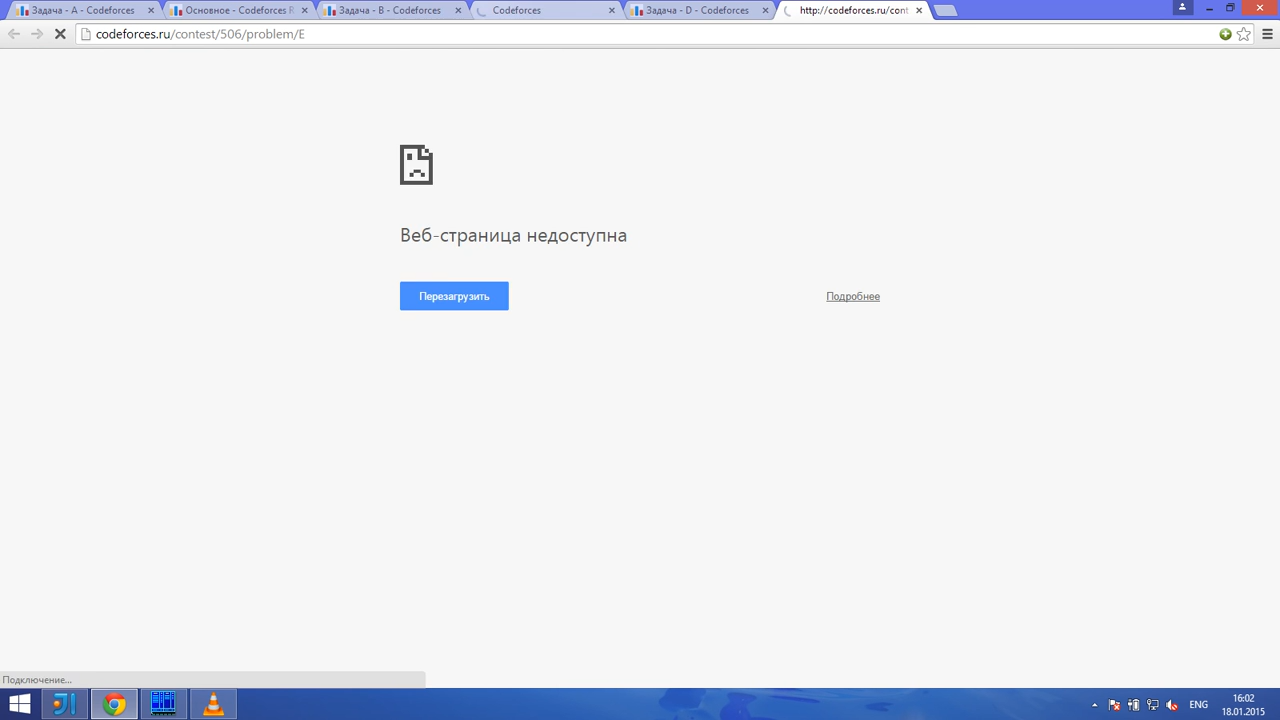 Задача - A - Codeforces
Основное - Codeforces R
Задача - B - Codeforces
Codeforces
Задача - D - Codeforces
http://codeforces.ru/cont
codeforces.ru/contest/506/problem/E
Веб-страница недоступна
Перезагрузить
Подробнее
Подключение...
ENG
16:02
18.01.2015